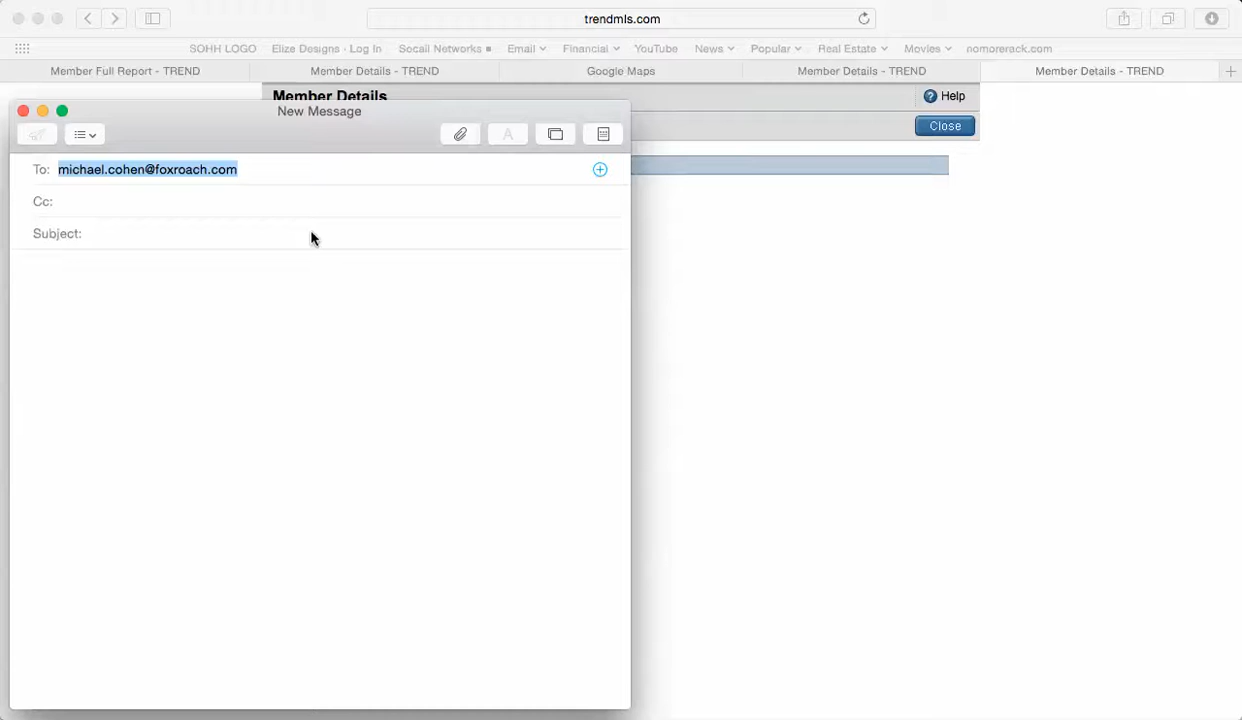 trendmls.com
SOHH LOGO Elize Designs - Log In Socail Networks Email Financial YouTube News Popular Real Estate Movies nomorerack.com
Member Full Report - TREND Member Details - TREND Google Maps Member Details - TREND Member Details - TREND
Member Details Help
New Message
Close
To: michael.cohen@foxroach.com
Cc:
Subject: